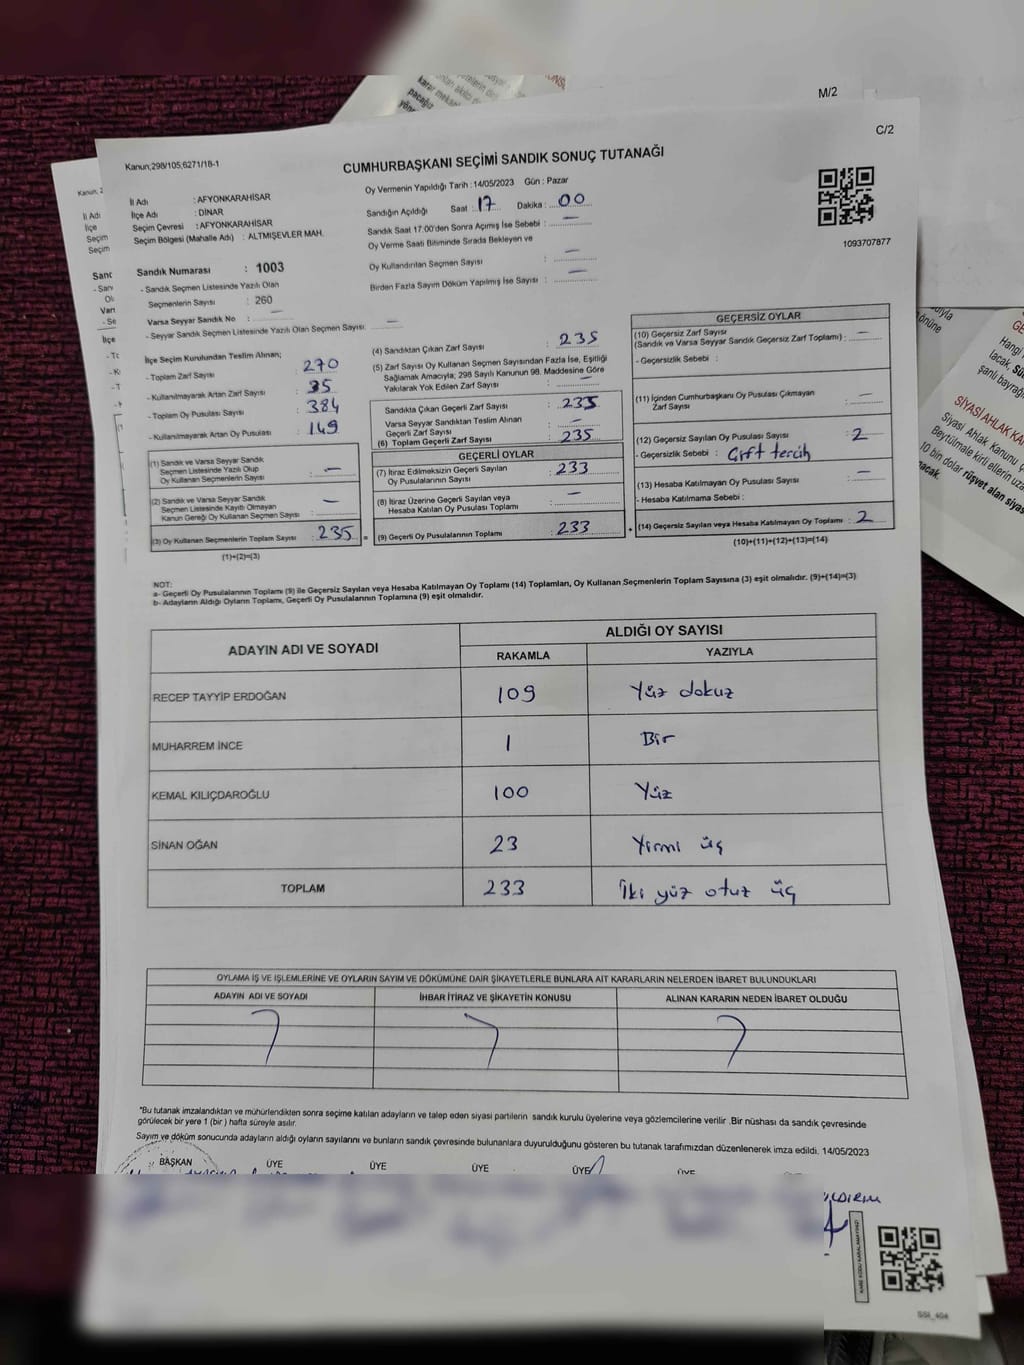 M/2
C/2
Kanun;298/105;6271/18-1
CUMHURBAŞKANI SEÇİMİ SANDIK SONUÇ TUTANAĞI
İl Adı : AFYONKARAHİSAR
İlçe Adı : DİNAR
Seçim Çevresi : AFYONKARAHİSAR
Seçim Bölgesi (Mahalle Adı) : ALTMIŞEVLER MAH.
Oy Vermenin Yapıldığı Tarih : 14/05/2023 Gün : Pazar
Sandığın Açıldığı Saat : 17 Dakika : 00
Sandık Saat 17.00'den Sonra Açımış İse Sebebi : —
Oy Verme Saati Bitiminde Sırada Bekleyen ve
Oy Kullandırılan Seçmen Sayısı : —
Birden Fazla Sayım Döküm Yapılmış İse Sayısı : —
1093707877
Sandık Numarası : 1003
- Sandık Seçmen Listesinde Yazılı Olan
Seçmenlerin Sayısı : 260
Varsa Seyyar Sandık No : —
- Seyyar Sandık Seçmen Listesinde Yazılı Olan Seçmen Sayısı: —
İlçe Seçim Kurulundan Teslim Alınan;
- Toplam Zarf Sayısı : 270
- Kullanılmayarak Artan Zarf Sayısı : 35
- Toplam Oy Pusulası Sayısı : 384
- Kullanılmayarak Artan Oy Pusulası : 149
(1) Sandık ve Varsa Seyyar Sandık
Seçmen Listesinde Yazılı Olup
Oy Kullanan Seçmenlerin Sayısı : —
(2) Sandık ve Varsa Seyyar Sandık
Seçmen Listesinde Kayıtlı Olmayan
Kanun Gereği Oy Kullanan Seçmen Sayısı : —
(3) Oy Kullanan Seçmenlerin Toplam Sayısı : 235 =
(1)+(2)=(3)
(4) Sandıktan Çıkan Zarf Sayısı : 235
(5) Zarf Sayısı Oy Kullanan Seçmen Sayısından Fazla İse, Eşitliği
Sağlamak Amacıyla; 298 Sayılı Kanunun 98. Maddesine Göre
Yakılarak Yok Edilen Zarf Sayısı : —
Sandıkta Çıkan Geçerli Zarf Sayısı : 235
Varsa Seyyar Sandıktan Teslim Alınan
Geçerli Zarf Sayısı : —
(6) Toplam Geçerli Zarf Sayısı : 235
GEÇERLİ OYLAR
(7) İtiraz Edilmeksizin Geçerli Sayılan
Oy Pusulasının Sayısı : 233
(8) İtiraz Üzerine Geçerli Sayılan veya
Hesaba Katılan Oy Pusulası Toplamı : —
(9) Geçerli Oy Pusulalarının Toplamı : 233 +
GEÇERSİZ OYLAR
(10) Geçersiz Zarf Sayısı
(Sandık ve Varsa Seyyar Sandık Geçersiz Zarf Toplamı) : —
- Geçersizlik Sebebi :
(11) İçinden Cumhurbaşkanı Oy Pusulası Çıkmayan
Zarf Sayısı : —
(12) Geçersiz Sayılan Oy Pusulası Sayısı : 2
- Geçersizlik Sebebi : Çift tercih
(13) Hesaba Katılmayan Oy Pusulası Sayısı : —
- Hesaba Katılmama Sebebi :
(14) Geçersiz Sayılan veya Hesaba Katılmayan Oy Toplamı : 2
(10)+(11)+(12)+(13)=(14)
NOT:
a- Geçerli Oy Pusulalarının Toplamı (9) ile Geçersiz Sayılan veya Hesaba Katılmayan Oy Toplamı (14) Toplamları, Oy Kullanan Seçmenlerin Toplam Sayısına (3) eşit olmalıdır. (9)+(14)=(3)
b- Adayların Aldığı Oyların Toplamı, Geçerli Oy Pusulalarının Toplamına (9) eşit olmalıdır.
ADAYIN ADI VE SOYADI ALDIĞI OY SAYISI
RAKAMLA YAZIYLA
RECEP TAYYİP ERDOĞAN 109 Yüz dokuz
MUHARREM İNCE 1 Bir
KEMAL KILIÇDAROĞLU 100 Yüz
SİNAN OĞAN 23 Yirmi üç
TOPLAM 233 İki yüz otuz üç
OYLAMA İŞ VE İŞLEMLERİNE VE OYLARIN SAYIM VE DÖKÜMÜNE DAİR ŞİKAYETLERLE BUNLARA AİT KARARLARIN NELERDEN İBARET BULUNDUKLARI
ADAYIN ADI VE SOYADI İHBAR İTİRAZ VE ŞİKAYETİN KONUSU ALINAN KARARIN NEDEN İBARET OLDUĞU
*Bu tutanak imzalandıktan ve mühürlendikten sonra seçime katılan adayların ve talep eden siyasi partilerin sandık kurulu üyelerine veya gözlemcilerine verilir. Bir nüshası da sandık çevresinde
görülecek bir yere 1 (bir) hafta süreyle asılır.
Sayım ve döküm sonucunda adayların aldığı oyların sayılarını ve bunların sandık çevresinde bulunanlara duyurulduğunu gösteren bu tutanak tarafımızdan düzenlenerek imza edildi. 14/05/2023
BAŞKAN ÜYE ÜYE ÜYE ÜYE ÜYE